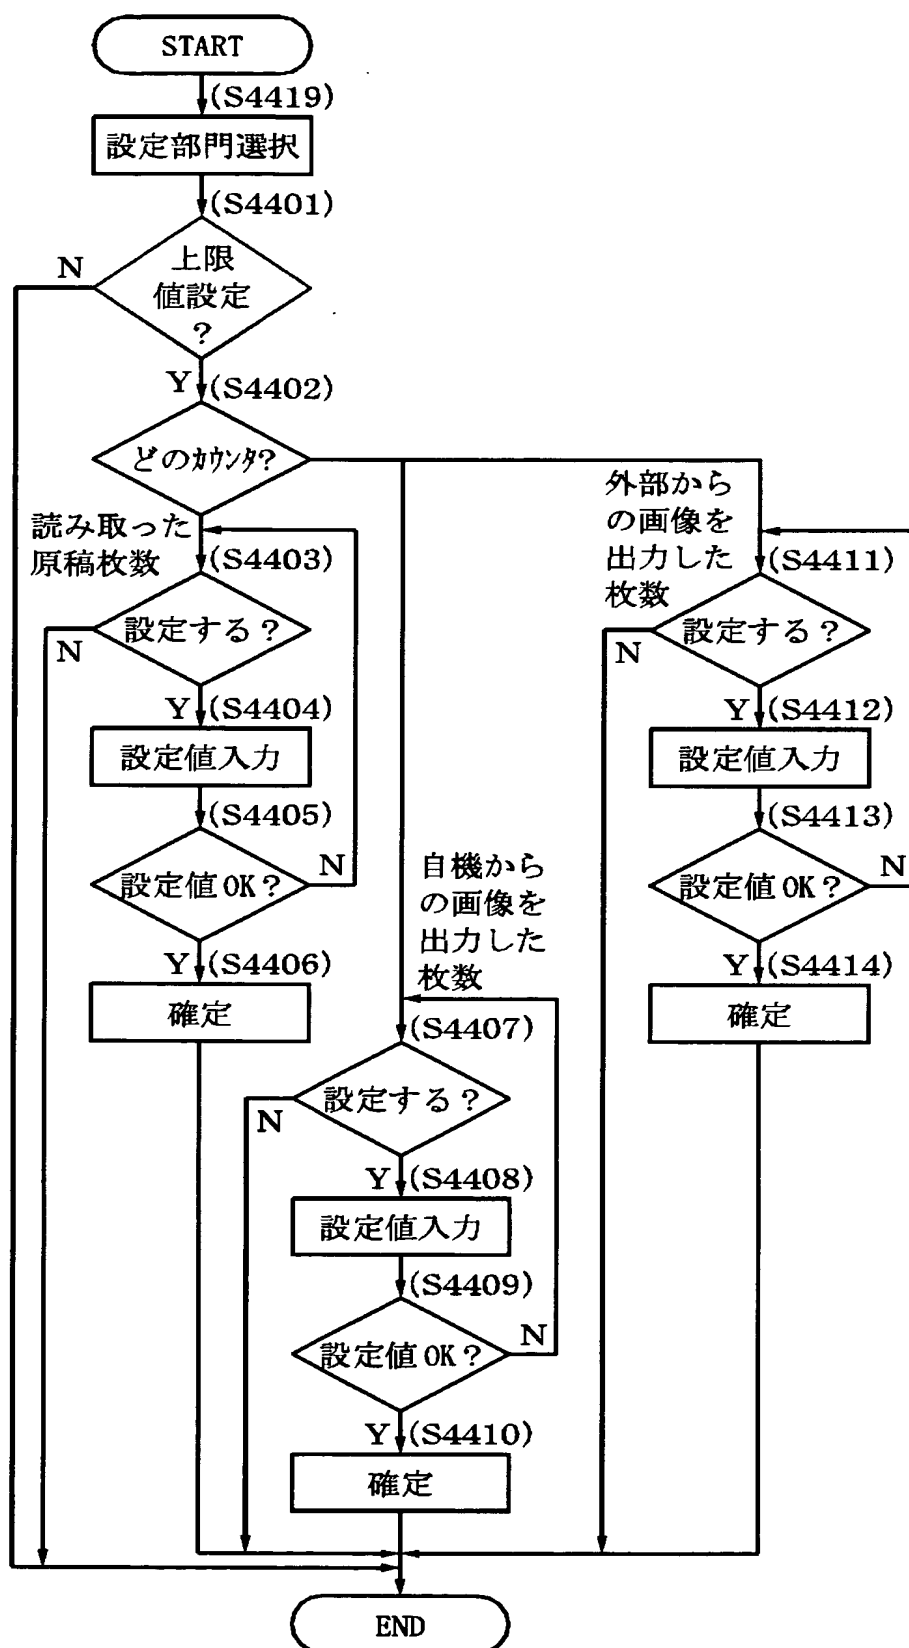 START
(S4419)
設定部門選択
(S4401)
上限
値設定
?
N
Y
(S4402)
どのカウンタ?
読み取った
原稿枚数
(S4403)
設定する?
N
Y
(S4404)
設定値入力
(S4405)
設定値OK?
N
Y
(S4406)
確定
自機から
の画像を
出力した
枚数
(S4407)
設定する?
N
Y
(S4408)
設定値入力
(S4409)
設定値OK?
N
Y
(S4410)
確定
外部から
の画像を
出力した
枚数
(S4411)
設定する?
N
Y
(S4412)
設定値入力
(S4413)
設定値OK?
N
Y
(S4414)
確定
END